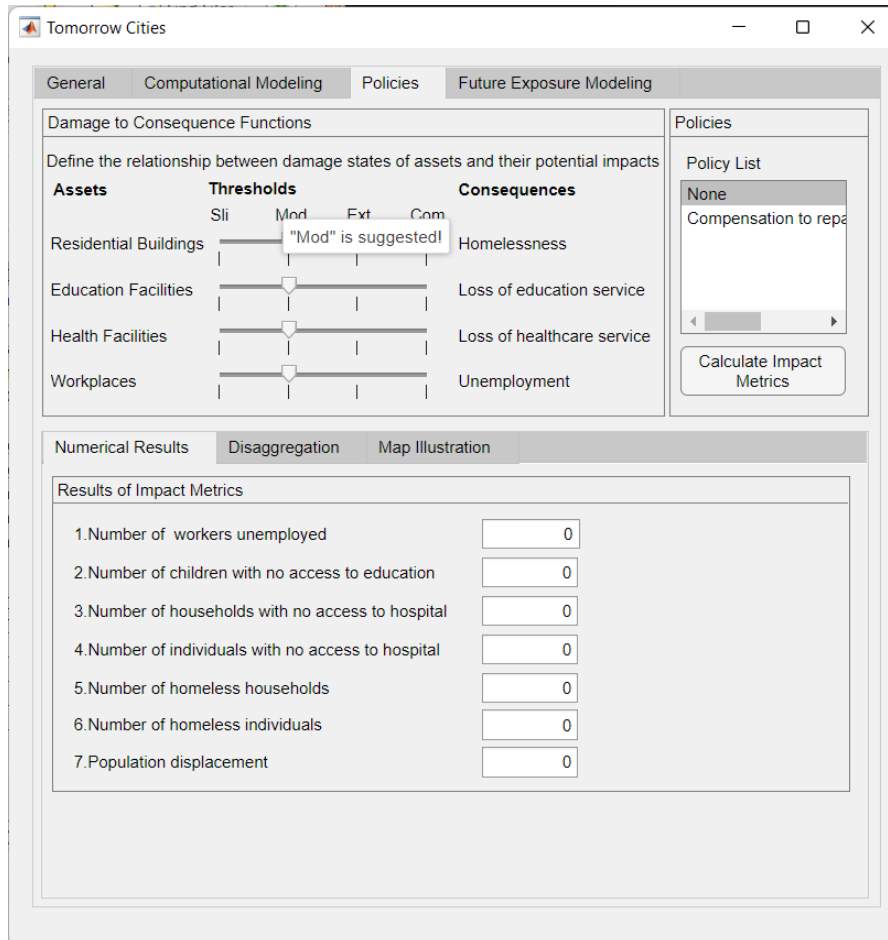 Tomorrow Cities
General Computational Modeling Policies Future Exposure Modeling
Damage to Consequence Functions
Define the relationship between damage states of assets and their potential impacts
Assets Thresholds Consequences
Sli Mod Ext Com
"Mod" is suggested!
Residential Buildings Homelessness
Education Facilities Loss of education service
Health Facilities Loss of healthcare service
Workplaces Unemployment
Policies
Policy List
None
Compensation to repa
Calculate Impact
Metrics
Numerical Results Disaggregation Map Illustration
Results of Impact Metrics
1.Number of  workers unemployed 0
2.Number of children with no access to education 0
3.Number of households with no access to hospital 0
4.Number of individuals with no access to hospital 0
5.Number of homeless households 0
6.Number of homeless individuals 0
7.Population displacement 0